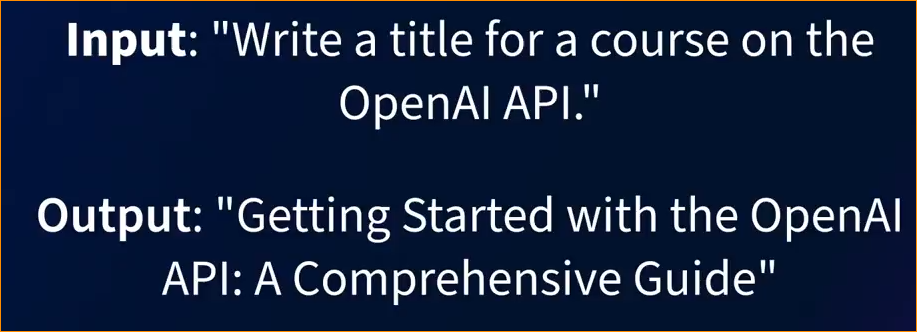 Input: "Write a title for a course on the
OpenAI API."
Output: "Getting Started with the OpenAI
API: A Comprehensive Guide"